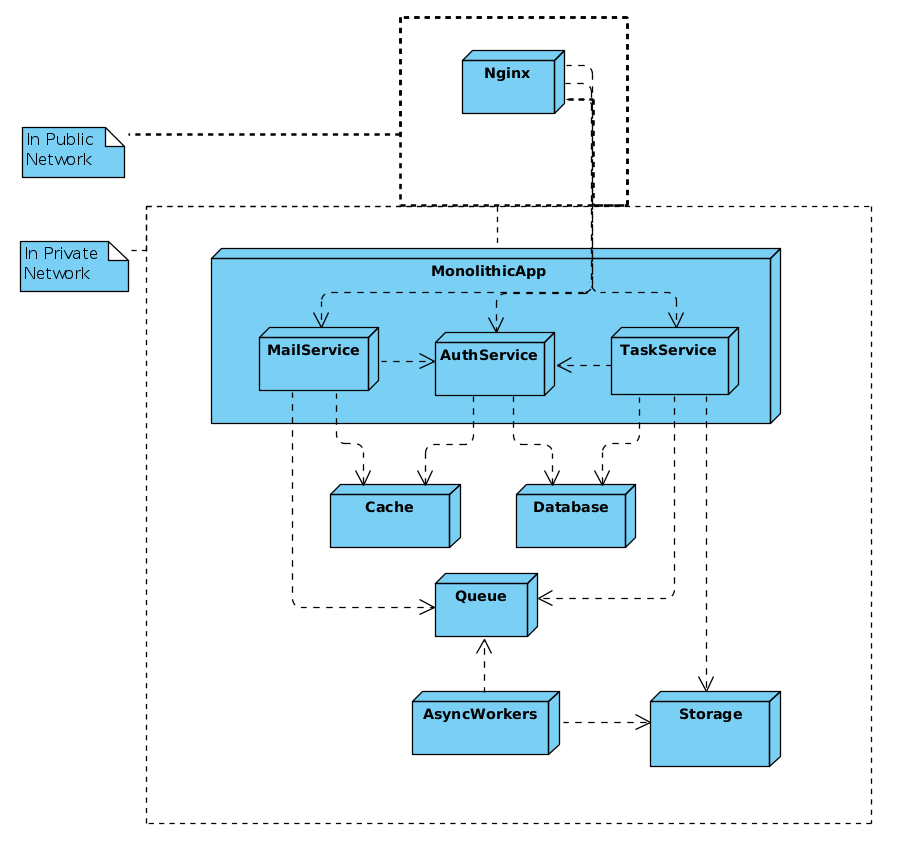 Nginx
In Public
Network
In Private
Network
MonolithicApp
MailService
AuthService
TaskService
Cache
Database
Queue
AsyncWorkers
Storage